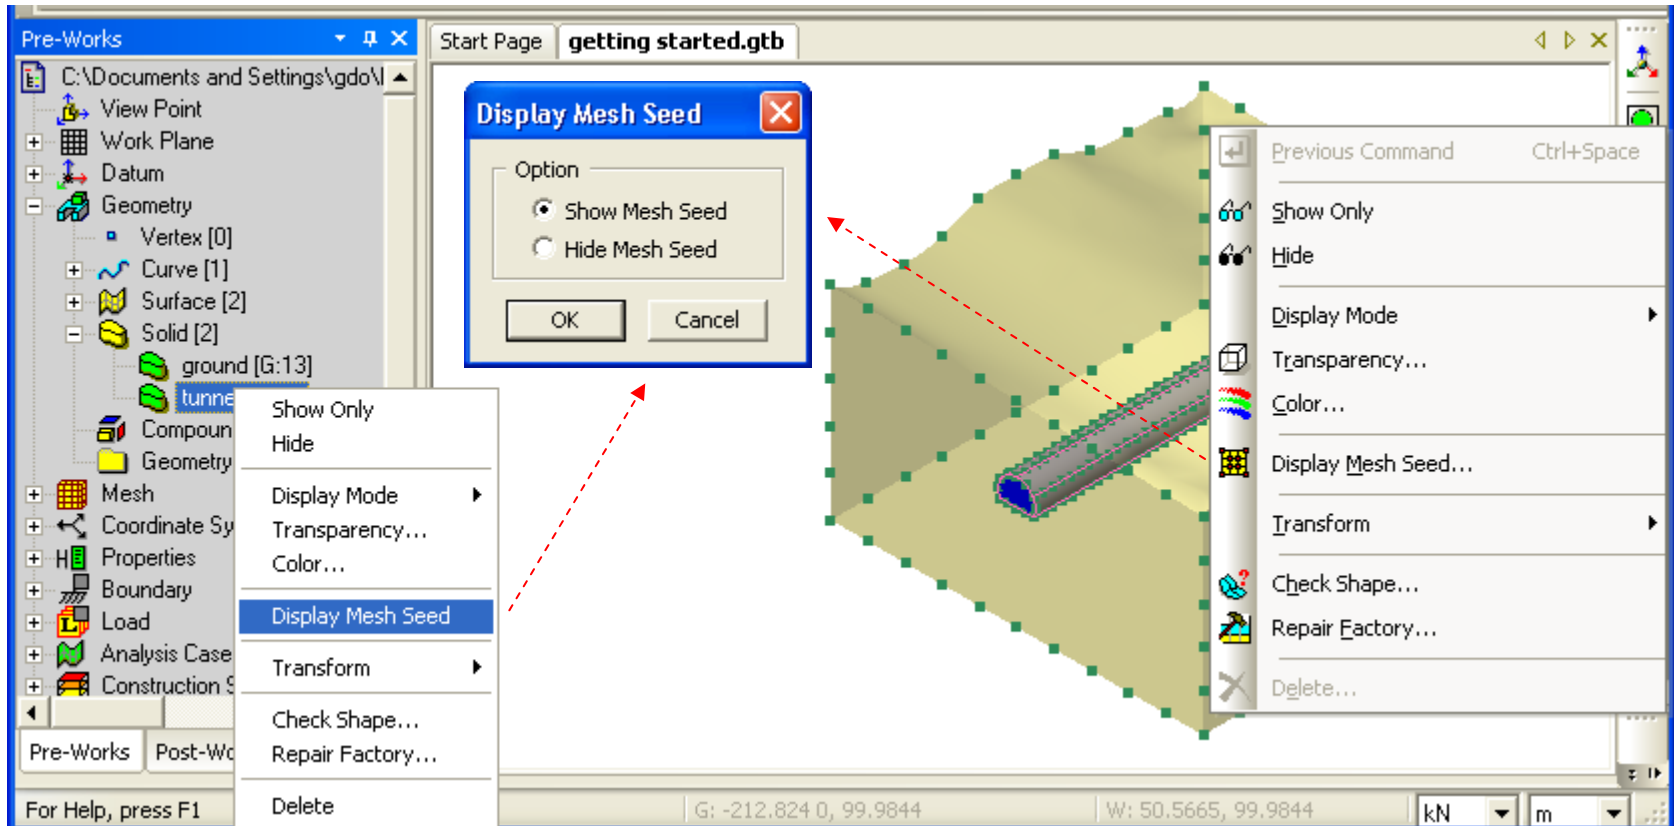 Pre-Works
C:\Documents and Settings\gdo\
View Point
Work Plane
Datum
Geometry
Vertex [0]
Curve [1]
Surface [2]
Solid [2]
ground [G:13]
tunne
Compoun
Geometry
Mesh
Coordinate Sy
Properties
Boundary
Load
Analysis Case
Construction S
Pre-Works
Post-Wo
For Help, press F1
Show Only
Hide
Display Mode
Transparency...
Color...
Display Mesh Seed
Transform
Check Shape...
Repair Factory...
Delete
Start Page
getting started.gtb
Display Mesh Seed
Option
Show Mesh Seed
Hide Mesh Seed
OK
Cancel
Previous Command Ctrl+Space
Show Only
Hide
Display Mode
Transparency...
Color...
Display Mesh Seed...
Transform
Check Shape...
Repair Factory...
Delete...
G: -212.824 0, 99.9844
W: 50.5665, 99.9844
kN
m